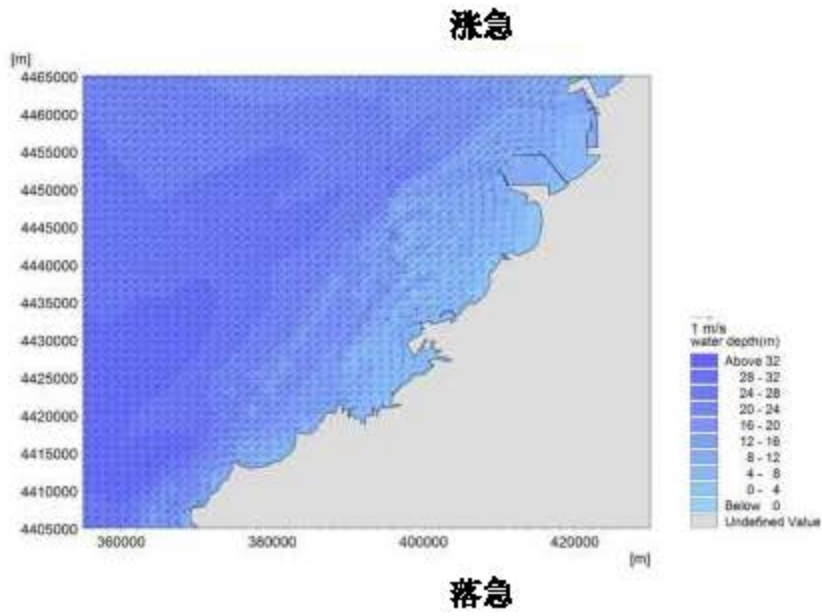 涨急
[m]
4465000
4460000
4455000
4450000
4445000
4440000
4435000
4430000
4425000
4420000
4415000
4410000
4405000
360000
380000
400000
420000
[m]
1 m/s
water depth(m)
Above 32
28 - 32
24 - 28
20 - 24
16 - 20
12 - 16
8 - 12
4 - 8
0 - 4
Below 0
Undefined Value
落急